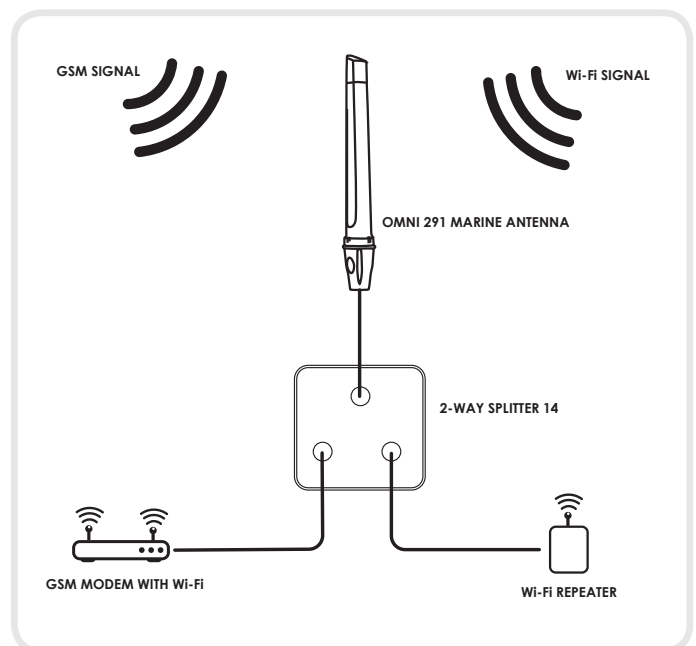 GSM SIGNAL
Wi-Fi SIGNAL
OMNI 291 MARINE ANTENNA
2-WAY SPLITTER 14
GSM MODEM WITH Wi-Fi
Wi-Fi REPEATER